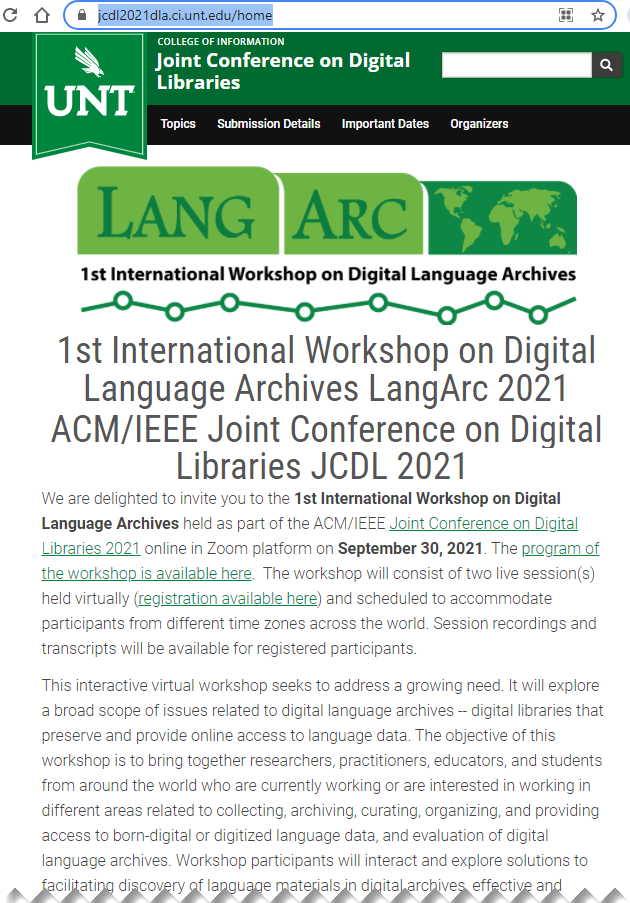 jcdl2021dla.ci.unt.edu/home
UNT
COLLEGE OF INFORMATION
Joint Conference on Digital
Libraries
Topics Submission Details Important Dates Organizers
LANG ARC
1st International Workshop on Digital Language Archives
1st International Workshop on Digital
Language Archives LangArc 2021
ACM/IEEE Joint Conference on Digital
Libraries JCDL 2021
We are delighted to invite you to the 1st International Workshop on Digital
Language Archives held as part of the ACM/IEEE Joint Conference on Digital
Libraries 2021 online in Zoom platform on September 30, 2021. The program of
the workshop is available here. The workshop will consist of two live session(s)
held virtually (registration available here) and scheduled to accommodate
participants from different time zones across the world. Session recordings and
transcripts will be available for registered participants.
This interactive virtual workshop seeks to address a growing need. It will explore
a broad scope of issues related to digital language archives -- digital libraries that
preserve and provide online access to language data. The objective of this
workshop is to bring together researchers, practitioners, educators, and students
from around the world who are currently working or are interested in working in
different areas related to collecting, archiving, curating, organizing, and providing
access to born-digital or digitized language data, and evaluation of digital
language archives. Workshop participants will interact and explore solutions to
facilitating discovery of language materials in digital archives, effective and